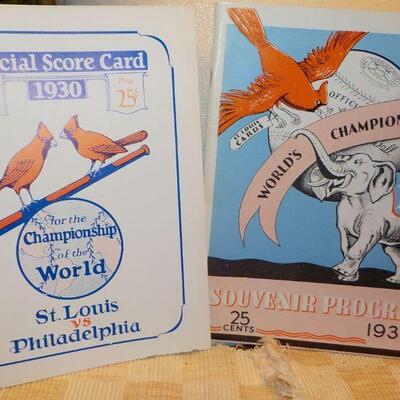 cial Score Card
1930
Price
25¢
for the
Championship
of the
World
St. Louis
vs
Philadelphia
OFFICI
ST LOUIS CARDS
WORLD'S CHAMPION
Ball
SOUVENIR PROGR
25
CENTS
193